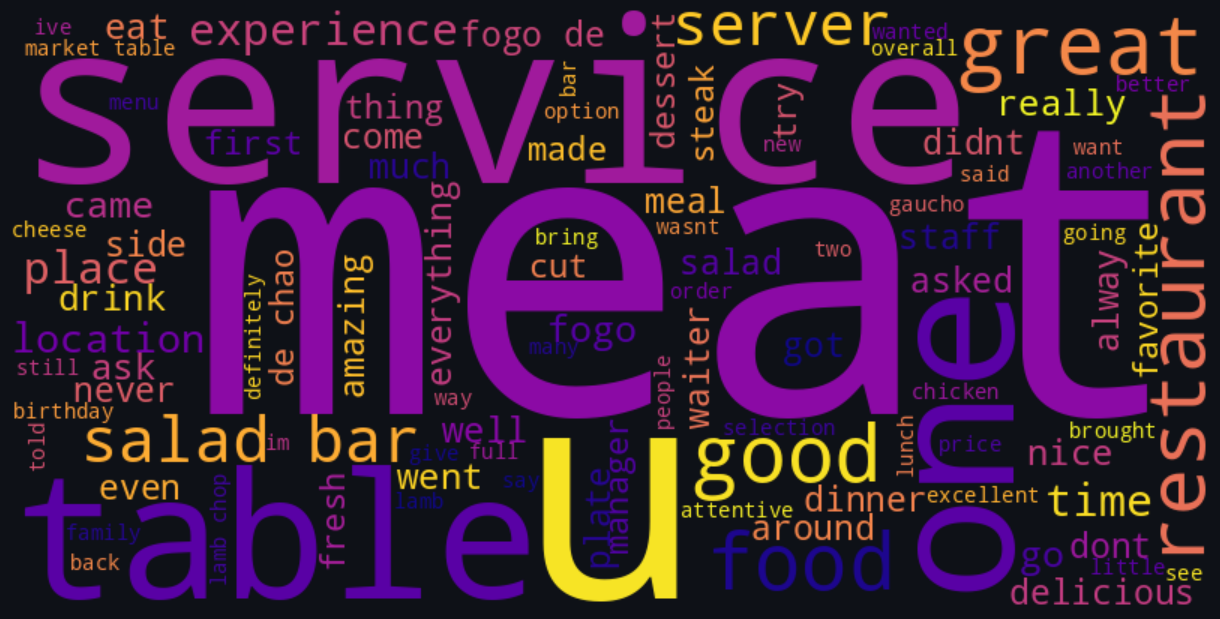 ive
eat
experience
fogo de
server
wanted
great
market table
overall
service
better
menu
thing
bar
option
dessert
steak
try
really
first
come
much
made
new
didnt
want
said
another
restaurant
meat
came
everything
meal
wasnt
gaucho
staff
going
cheese
side
bring
cut
salad
two
order
asked
place
drink
definitely
de chao
amazing
fogo
many
waiter
got
one
alway
favorite
location
still
ask
never
way
people
chicken
birthday
told
salad bar
im
well
give
full
selection
good
lunch
price
brought
nice
even
table
lamb chop
fresh
went
lamb
say
u
plate
manager
attentive
dinner
excellent
time
around
family
back
food
go
dont
little
see
delicious